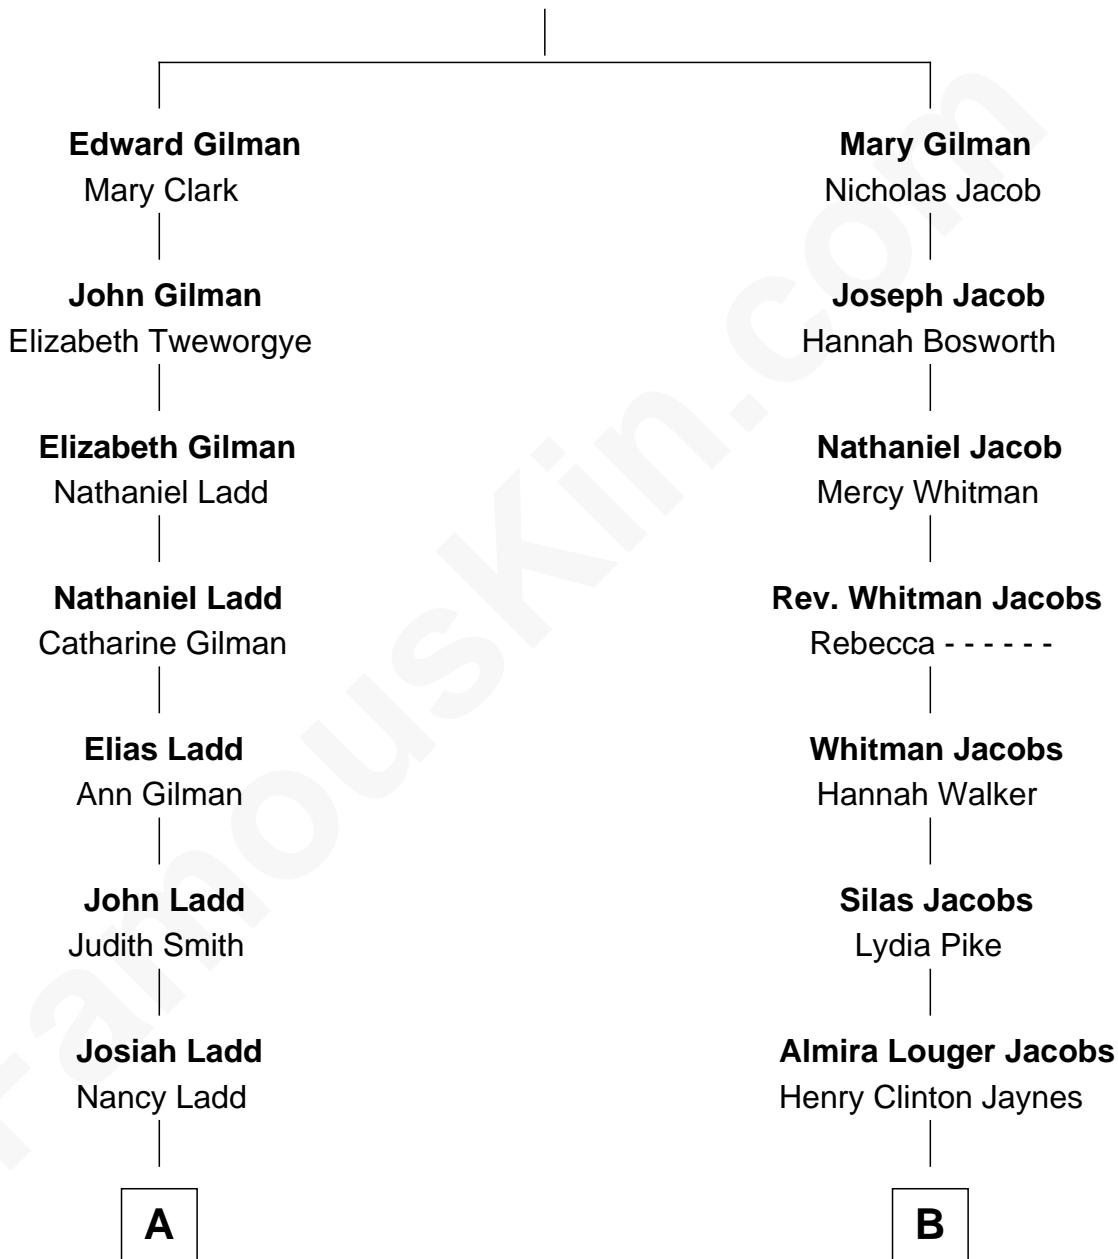 Edward Gilman
Mary Clark
John Gilman
Elizabeth Tweworgye
Elizabeth Gilman
Nathaniel Ladd
Nathaniel Ladd
Catharine Gilman
Elias Ladd
Ann Gilman
John Ladd
Judith Smith
Josiah Ladd
Nancy Ladd
A
Mary Gilman
Nicholas Jacob
Joseph Jacob
Hannah Bosworth
Nathaniel Jacob
Mercy Whitman
Rev. Whitman Jacobs
Rebecca - - - - - -
Whitman Jacobs
Hannah Walker
Silas Jacobs
Lydia Pike
Almira Louger Jacobs
Henry Clinton Jaynes
B
FamousKin.com